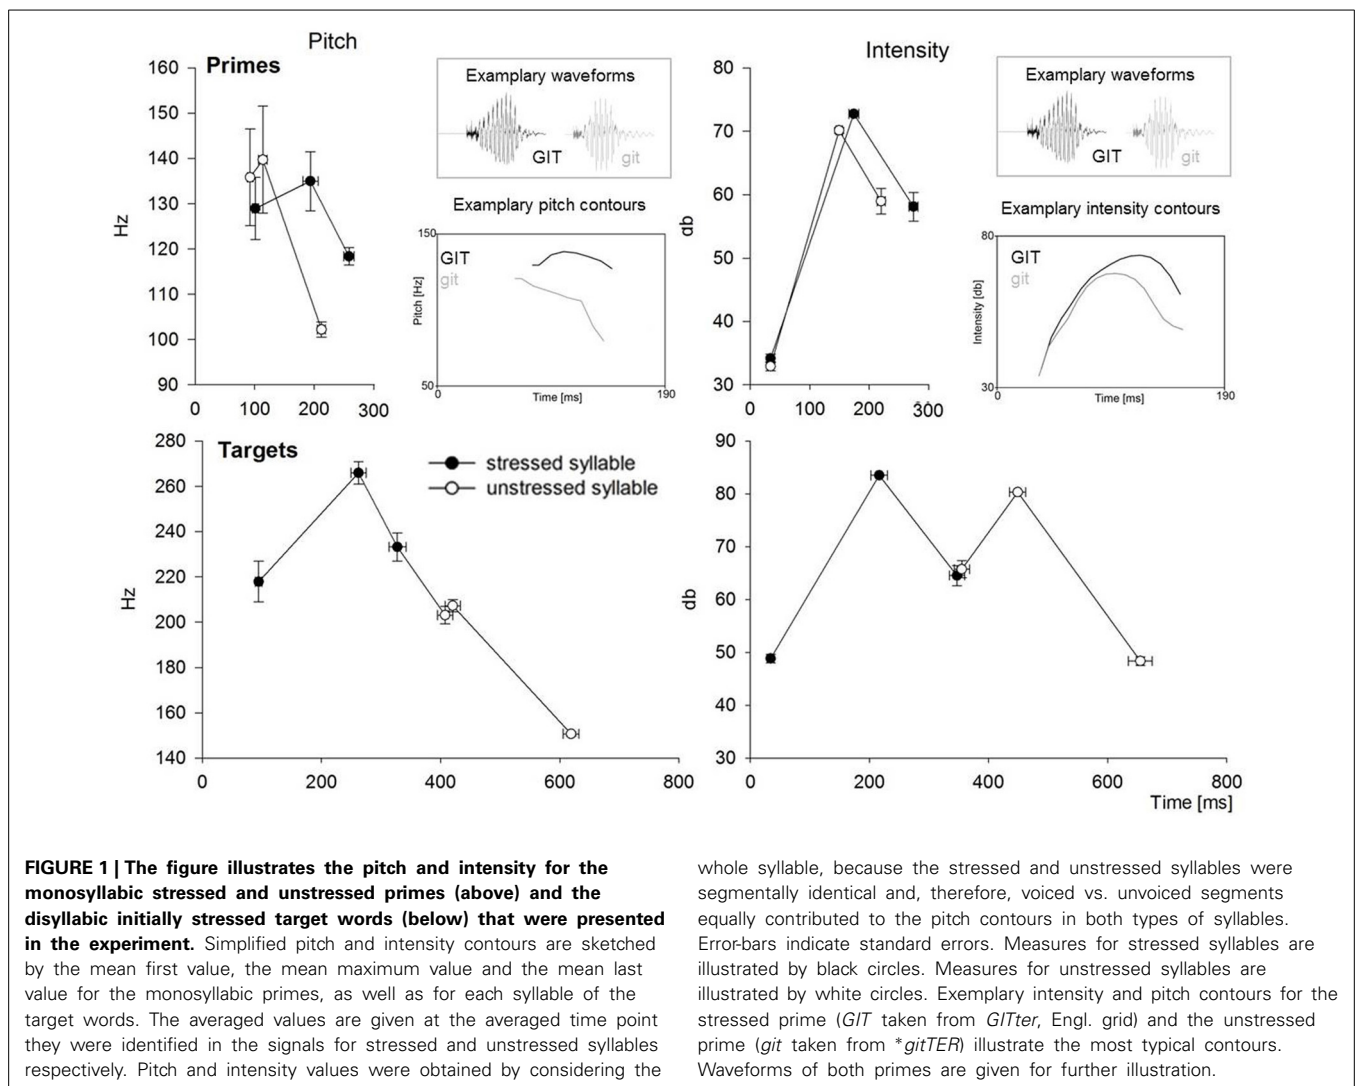 Pitch
Primes
160
150
140
130
120
110
100
90
Hz
0
100
200
300
Examplary waveforms
GIT
git
Examplary pitch contours
150
GIT
git
Pitch [Hz]
50
0
Time [ms]
190
Intensity
80
70
60
50
40
30
db
0
100
200
300
Examplary waveforms
GIT
git
Examplary intensity contours
80
GIT
git
Intensity [db]
30
0
Time [ms]
190
Targets
280
260
240
220
200
180
160
140
Hz
0
200
400
600
800
stressed syllable
unstressed syllable
90
80
70
60
50
40
30
db
0
200
400
600
800
Time [ms]
FIGURE 1 | The figure illustrates the pitch and intensity for the
monosyllabic stressed and unstressed primes (above) and the
disyllabic initially stressed target words (below) that were presented
in the experiment. Simplified pitch and intensity contours are sketched
by the mean first value, the mean maximum value and the mean last
value for the monosyllabic primes, as well as for each syllable of the
target words. The averaged values are given at the averaged time point
they were identified in the signals for stressed and unstressed syllables
respectively. Pitch and intensity values were obtained by considering the
whole syllable, because the stressed and unstressed syllables were
segmentally identical and, therefore, voiced vs. unvoiced segments
equally contributed to the pitch contours in both types of syllables.
Error-bars indicate standard errors. Measures for stressed syllables are
illustrated by black circles. Measures for unstressed syllables are
illustrated by white circles. Exemplary intensity and pitch contours for the
stressed prime (GIT taken from GITter, Engl. grid) and the unstressed
prime (git taken from *gitTER) illustrate the most typical contours.
Waveforms of both primes are given for further illustration.